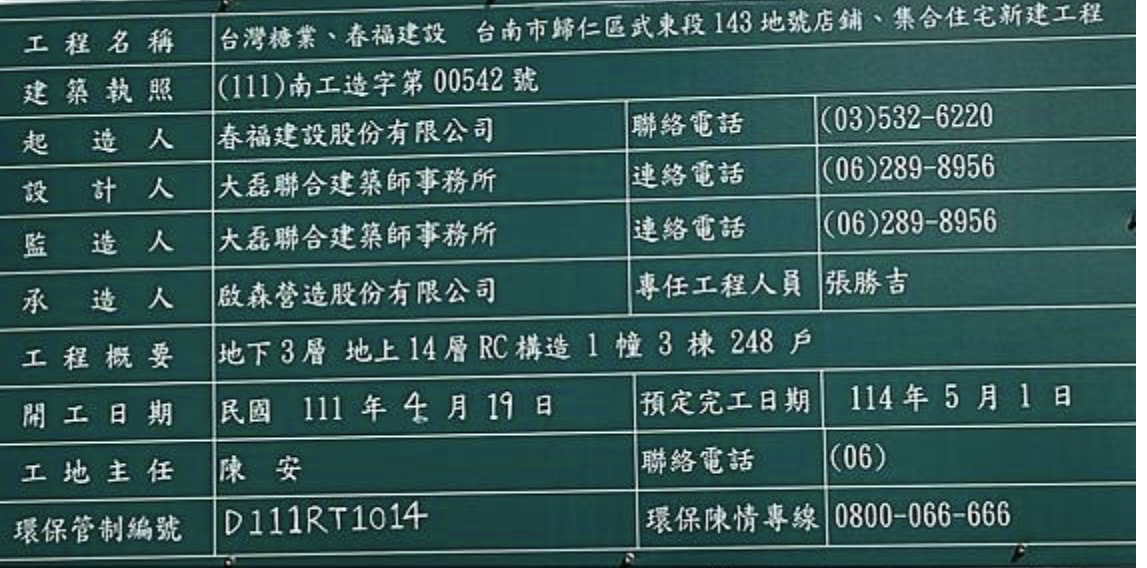 工程名稱 台灣糖業、春福建設 台南市歸仁區武東段143地號店鋪、集合住宅新建工程
建築執照 (111)南工造字第00542號
起造人 春福建設股份有限公司 聯絡電話 (03)532-6220
設計人 大磊聯合建築師事務所 連絡電話 (06)289-8956
監造人 大磊聯合建築師事務所 連絡電話 (06)289-8956
承造人 啟森營造股份有限公司 專任工程人員 張勝吉
工程概要 地下3層 地上14層RC構造 1 幢 3 棟 248 戶
開工日期 民國 111 年 4 月 19 日 預定完工日期 114 年 5 月 1 日
工地主任 陳 安 聯絡電話 (06)
環保管制編號 D111RT1014 環保陳情專線 0800-066-666